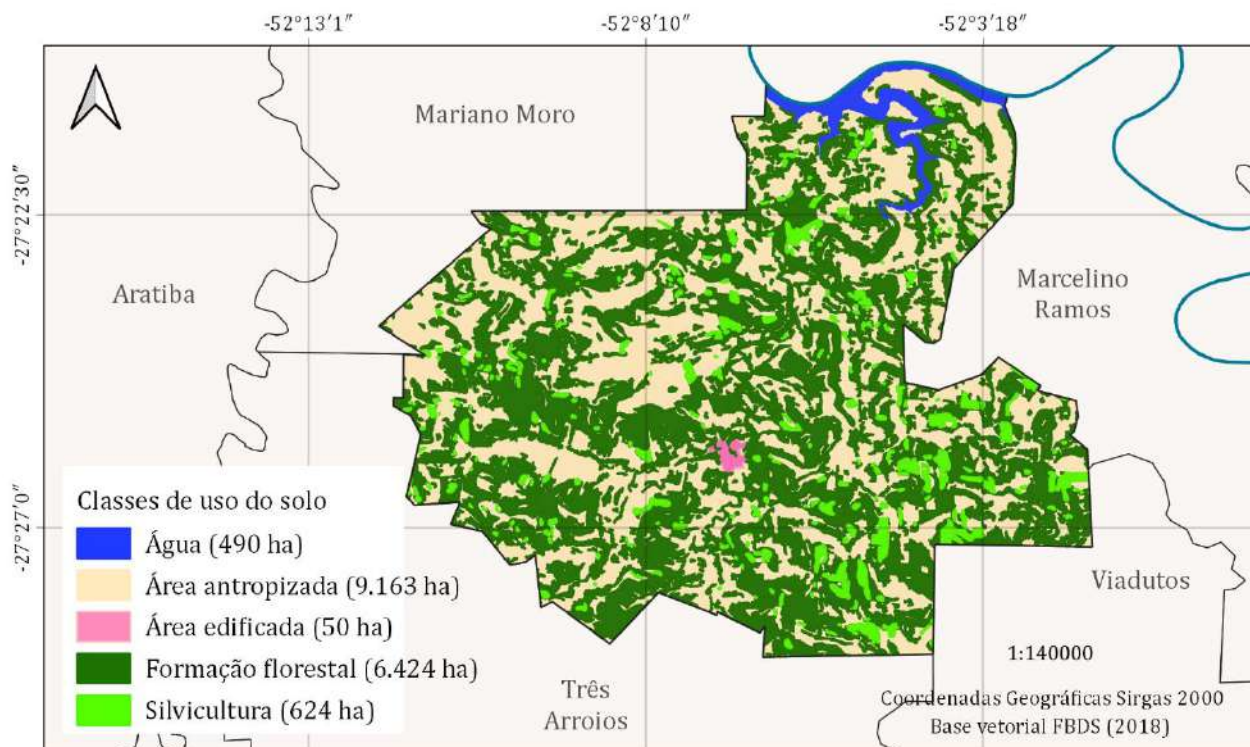 -52°13′1″
-52°8′10″
-52°3′18″
Mariano Moro
-27°22′30″
Aratiba
Marcelino
Ramos
-27°27′0″
Classes de uso do solo
Água (490 ha)
Área antropizada (9.163 ha)
Área edificada (50 ha)
Formação florestal (6.424 ha)
Silvicultura (624 ha)
Viadutos
1:140000
Três
Arroios
Coordenadas Geográficas Sirgas 2000
Base vetorial FBDS (2018)